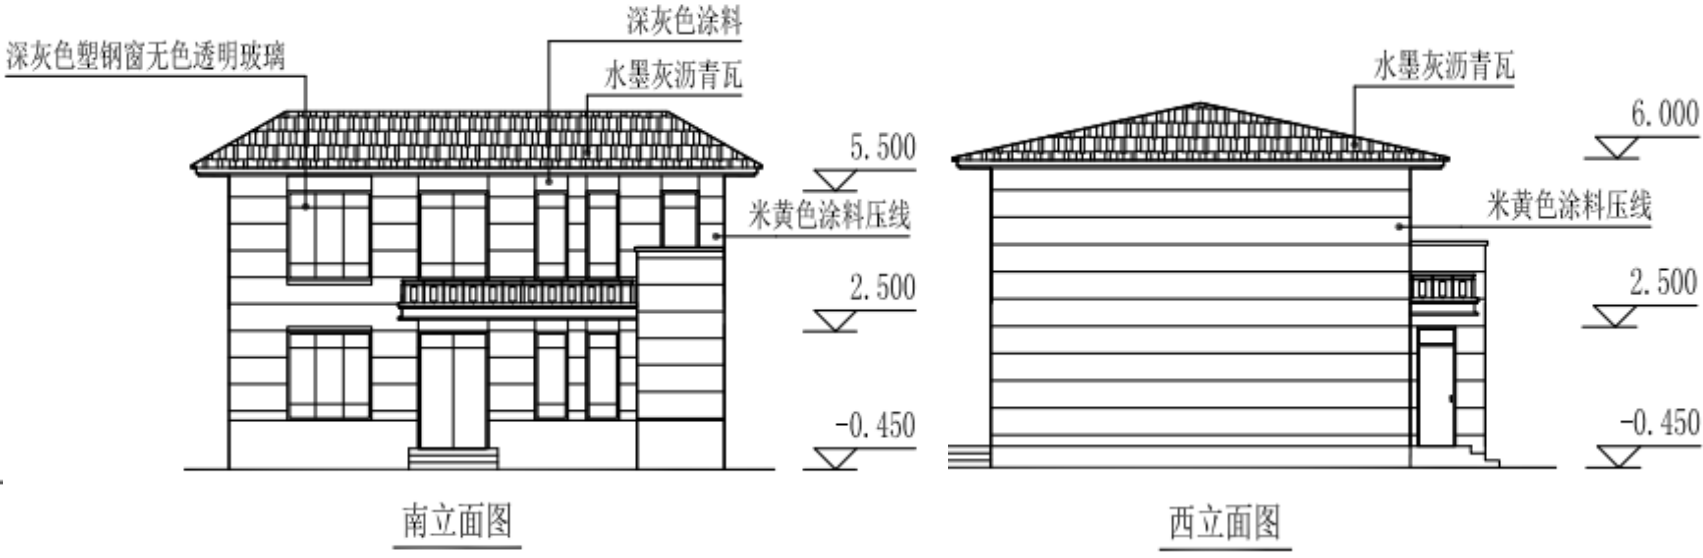 深灰色涂料
深灰色塑钢窗无色透明玻璃
水墨灰沥青瓦
5.500
米黄色涂料压线
2.500
-0.450
南立面图
水墨灰沥青瓦
6.000
米黄色涂料压线
2.500
-0.450
西立面图